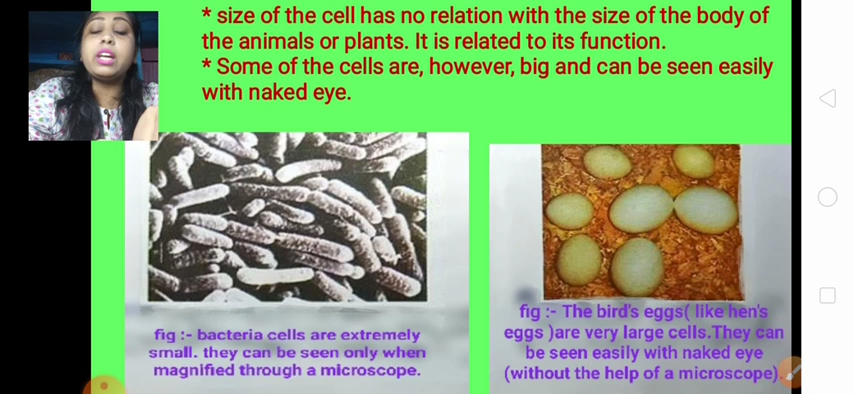 * size of the cell has no relation with the size of the body of
the animals or plants. It is related to its function.
* Some of the cells are, however, big and can be seen easily
with naked eye.
fig :- bacteria cells are extremely
small. they can be seen only when
magnified through a microscope.
fig :- The bird's eggs( like hen's
eggs )are very large cells.They can
be seen easily with naked eye
(without the help of a microscope).